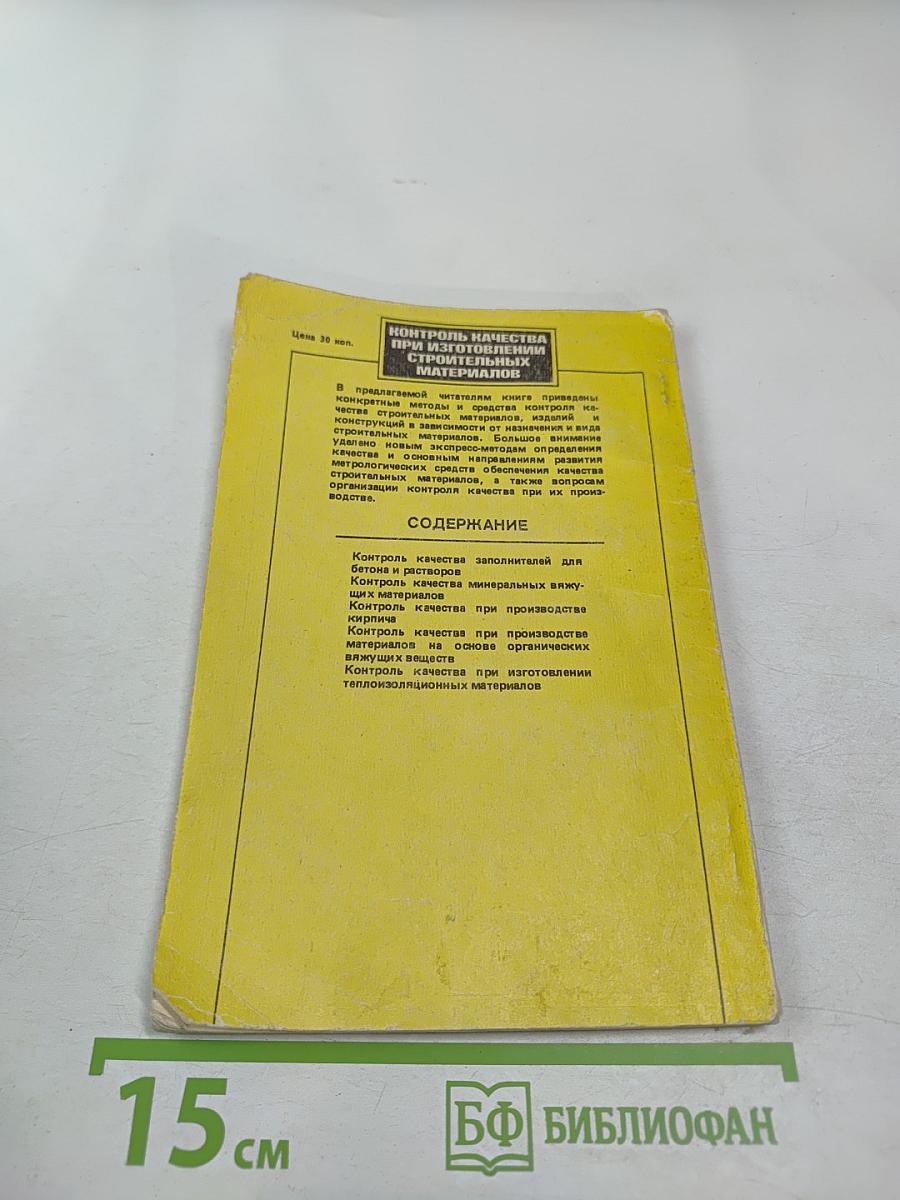 Цена 30 коп.
КОНТРОЛЬ КАЧЕСТВА
ПРИ ИЗГОТОВЛЕНИИ
СТРОИТЕЛЬНЫХ
МАТЕРИАЛОВ
В предлагаемой читателям книге приведены
конкретные методы и средства контроля ка-
чества строительных материалов, изделий и
конструкций в зависимости от назначения и вида
строительных материалов. Большое внимание
уделено новым экспресс-методам определения
качества и основным направлениям развития
метрологических средств обеспечения качества
строительных материалов, а также вопросам
организации контроля качества при их произ-
водстве.
СОДЕРЖАНИЕ
Контроль качества заполнителей для
бетона и растворов
Контроль качества минеральных вяжу-
щих материалов
Контроль качества при производстве
кирпича
Контроль качества при производстве
материалов на основе органических
вяжущих веществ
Контроль качества при изготовлении
теплоизоляционных материалов
15 см
БФ БИБЛИОФАН